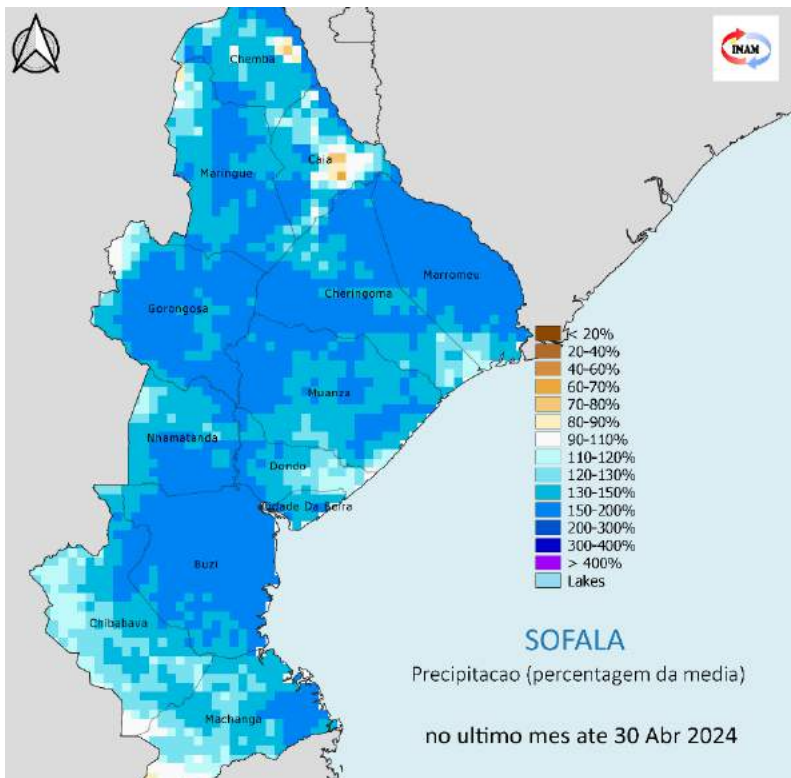 INAM
Chemba
Caia
Maringue
Marromeu
Cheringoma
Gorongosa
Muanza
Nhamatanda
Dondo
Cidade Da Beira
Buzi
Chibabava
Machanga
< 20%
20-40%
40-60%
60-70%
70-80%
80-90%
90-110%
110-120%
120-130%
130-150%
150-200%
200-300%
300-400%
> 400%
Lakes
SOFALA
Precipitacao (percentagem da media)
no ultimo mes ate 30 Abr 2024